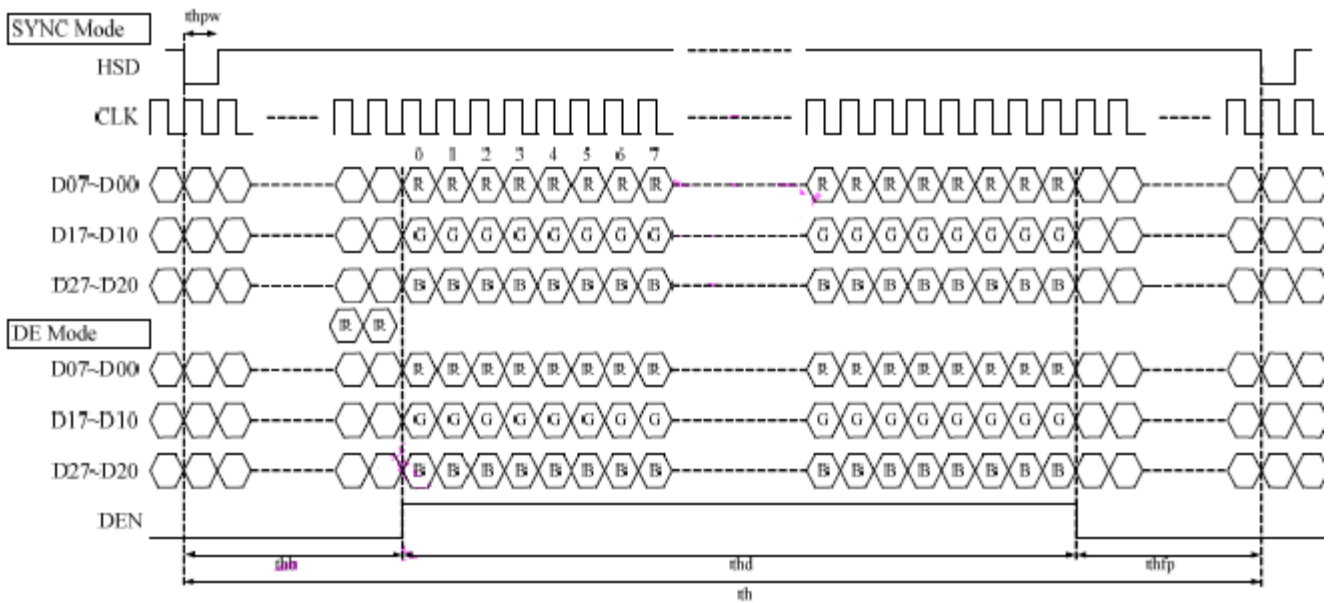 thpw
SYNC Mode
HSD
CLK
0 1 2 3 4 5 6 7
D07~D00 R R R R R R R R R R R R R R R R
D17~D10 G G G G G G G G G G G G G G G G
D27~D20 B B B B B B B B B B B B B B B B
R R
DE Mode
D07~D00 R R R R R R R R R R R R R R R R
D17~D10 G G G G G G G G G G G G G G G G
D27~D20 B B B B B B B B B B B B B B B B
DEN
thb thd thfp
th